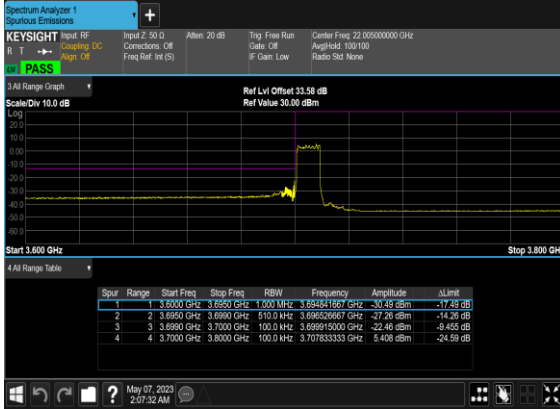 Spectrum Analyzer 1
Spurious Emissions
+
KEYSIGHT Input: RF Input Z: 50 Ω Atten: 20 dB Trig: Free Run Center Freq: 22.005000000 GHz
R T Coupling: DC Corrections: Off Gate: Off Avg|Hold: 100/100
Align: Off Freq Ref: Int (S) IF Gain: Low Radio Std: None
PASS
3 All Range Graph
Ref Lvl Offset 33.58 dB
Scale/Div 10.0 dB Ref Value 30.00 dBm
Log
20.0
10.0
0.00
-10.0
-20.0
-30.0
-40.0
-50.0
-60.0
Start 3.600 GHz Stop 3.800 GH
4 All Range Table
Spur Range Start Freq Stop Freq RBW Frequency Amplitude ΔLimit
1 1 3.6000 GHz 3.6950 GHz 1.000 MHz 3.694841667 GHz -30.49 dBm -17.49 dB
2 2 3.6950 GHz 3.6990 GHz 510.0 kHz 3.696526667 GHz -27.26 dBm -14.26 dB
3 3 3.6990 GHz 3.7000 GHz 100.0 kHz 3.699915000 GHz -22.46 dBm -9.455 dB
4 4 3.7000 GHz 3.8000 GHz 100.0 kHz 3.707833333 GHz 5.408 dBm -24.59 dB
? May 07, 2023
2:07:32 AM